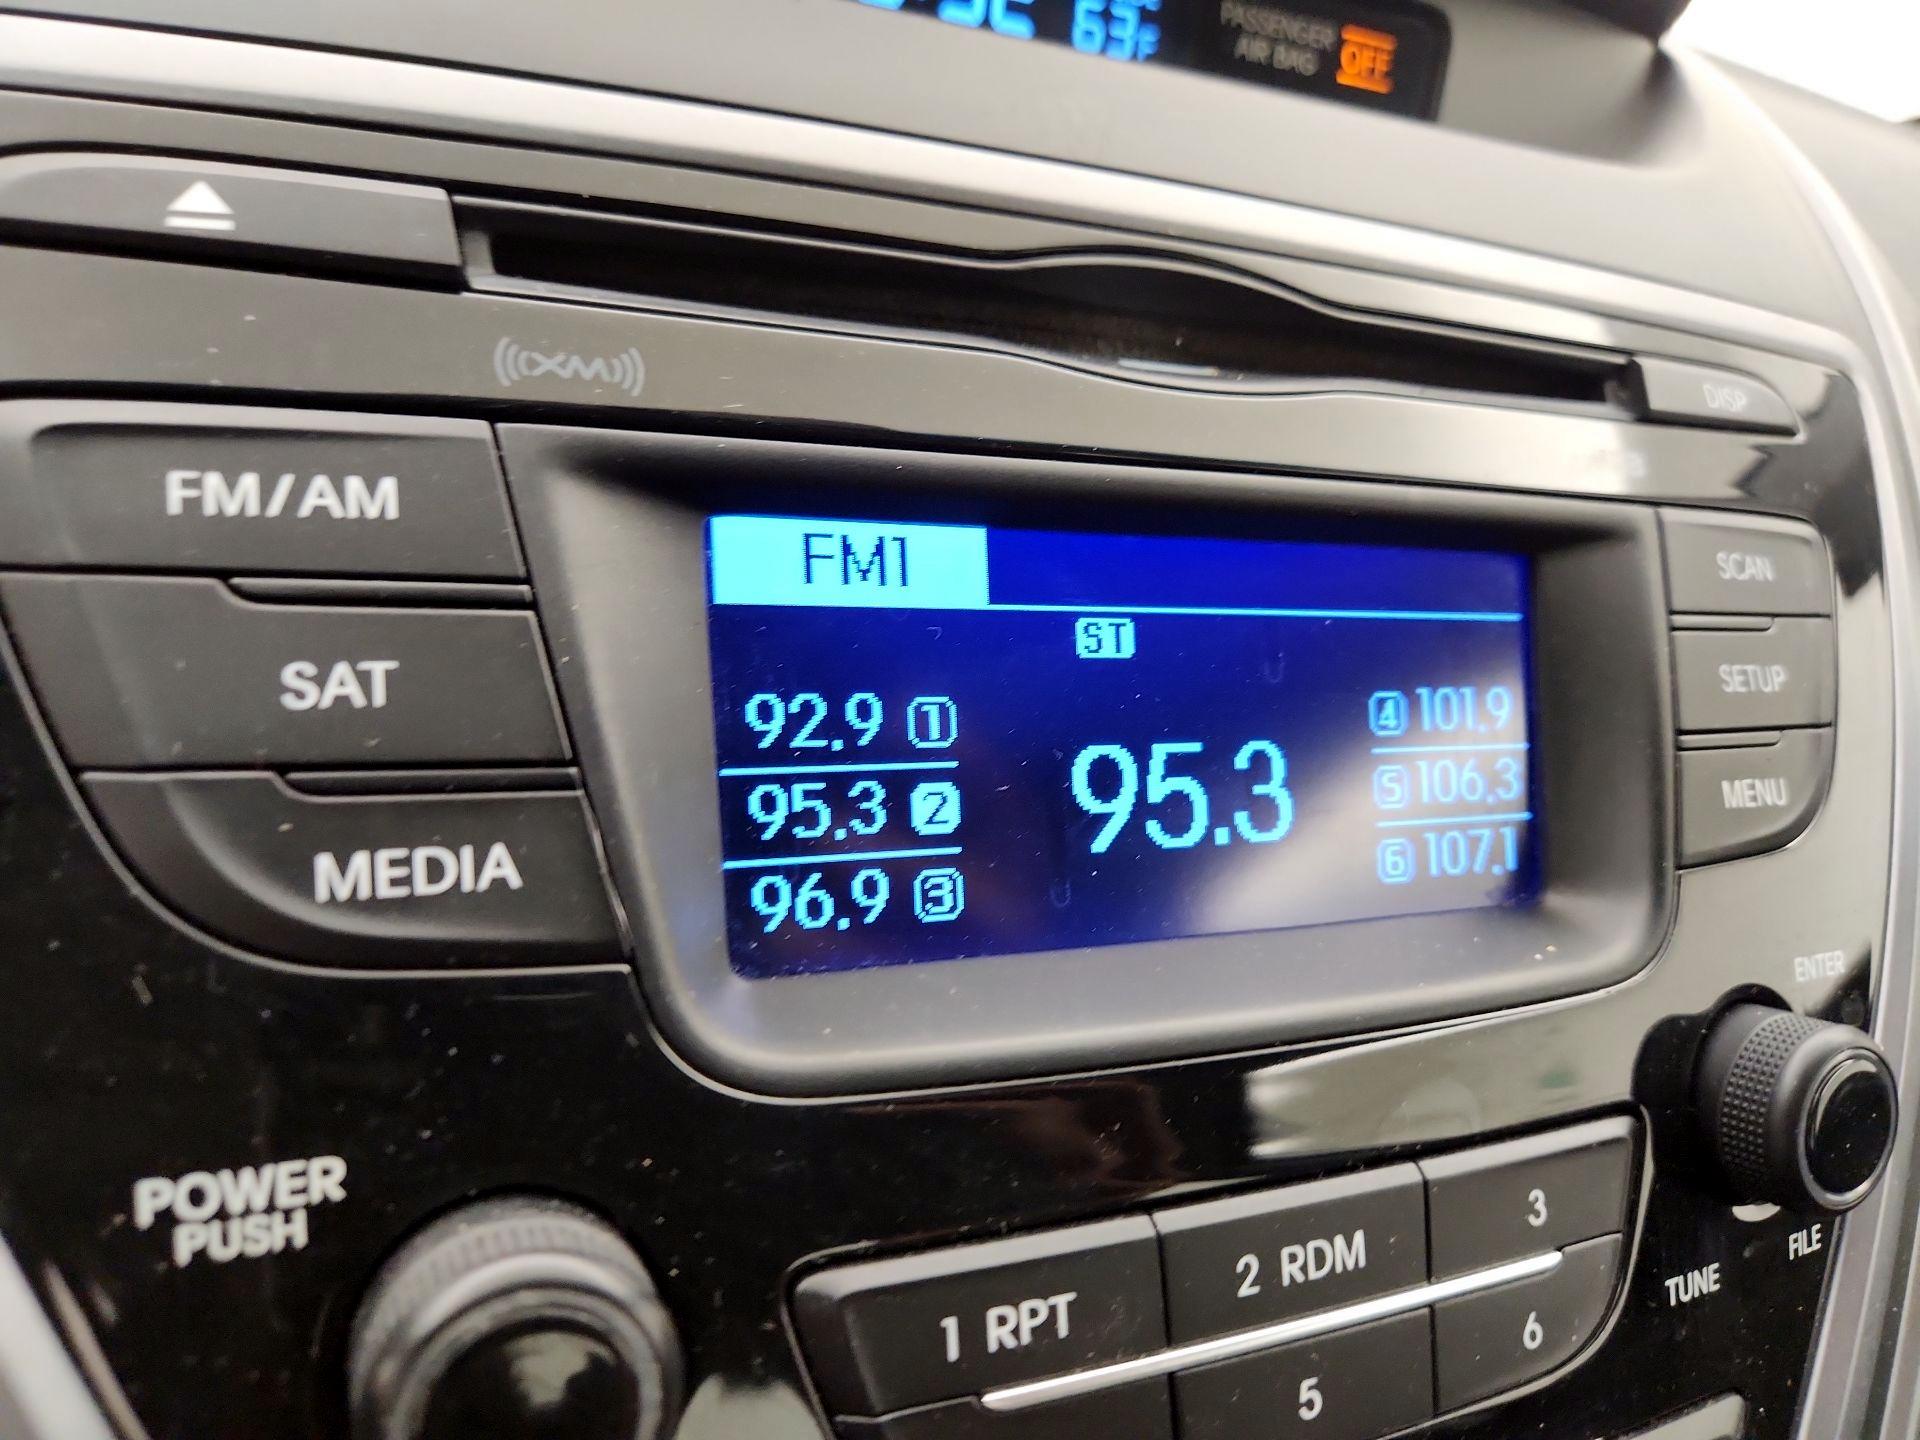 63F
PASSENGER
AIR BAG
OFF
XM
DISP
FM/AM
SAT
MEDIA
FM1
ST
92.9 1
95.3 2
96.9 3
95.3
4 101.9
5 106.3
6 107.1
SCAN
SETUP
MENU
ENTER
TUNE
FILE
POWER
PUSH
1 RPT
2 RDM
3
5
6